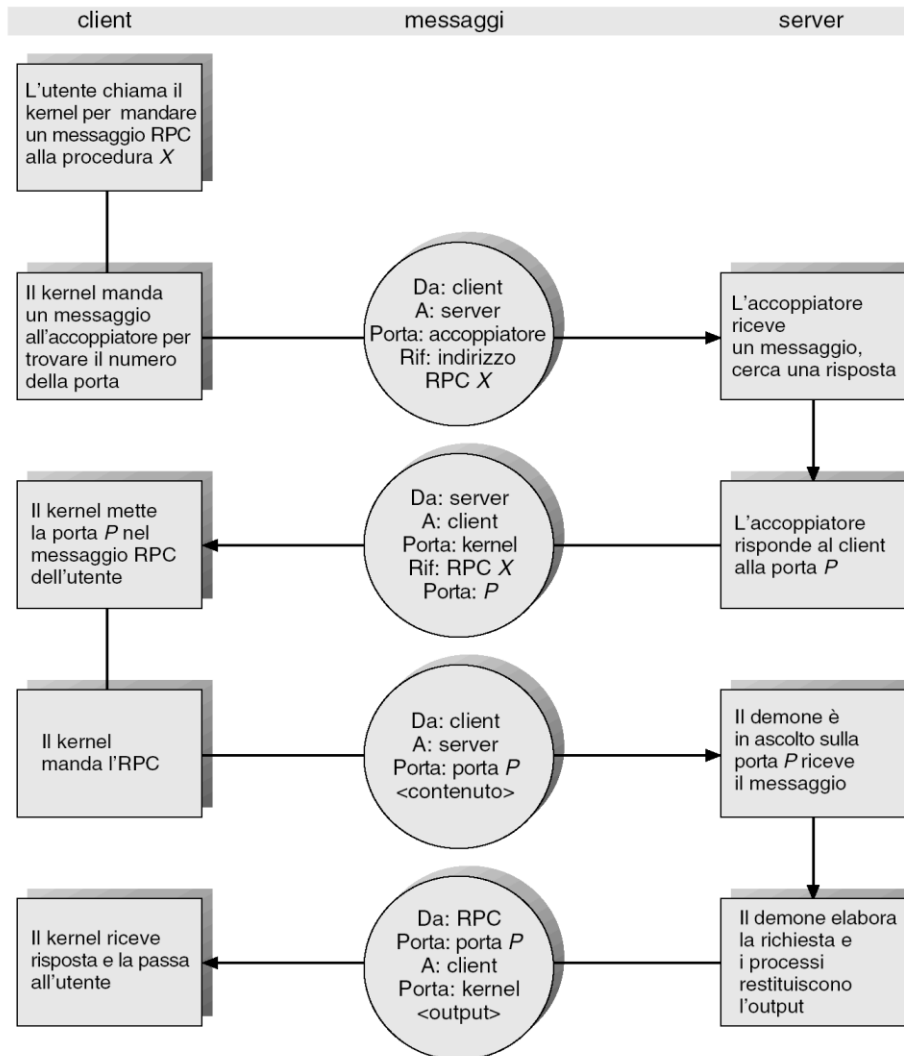 client
messaggi
server
L'utente chiama il
kernel per mandare
un messaggio RPC
alla procedura X
Il kernel manda
un messaggio
all'accoppiatore per
trovare il numero
della porta
Da: client
A: server
Porta: accoppiatore
Rif: indirizzo
RPC X
L'accoppiatore
riceve
un messaggio,
cerca una risposta
Il kernel mette
la porta P nel
messaggio RPC
dell'utente
Da: server
A: client
Porta: kernel
Rif: RPC X
Porta: P
L'accoppiatore
risponde al client
alla porta P
Il kernel
manda l'RPC
Da: client
A: server
Porta: porta P
<contenuto>
Il demone è
in ascolto sulla
porta P riceve
il messaggio
Il kernel riceve
risposta e la passa
all'utente
Da: RPC
Porta: porta P
A: client
Porta: kernel
<output>
Il demone elabora
la richiesta e
i processi
restituiscono
l'output